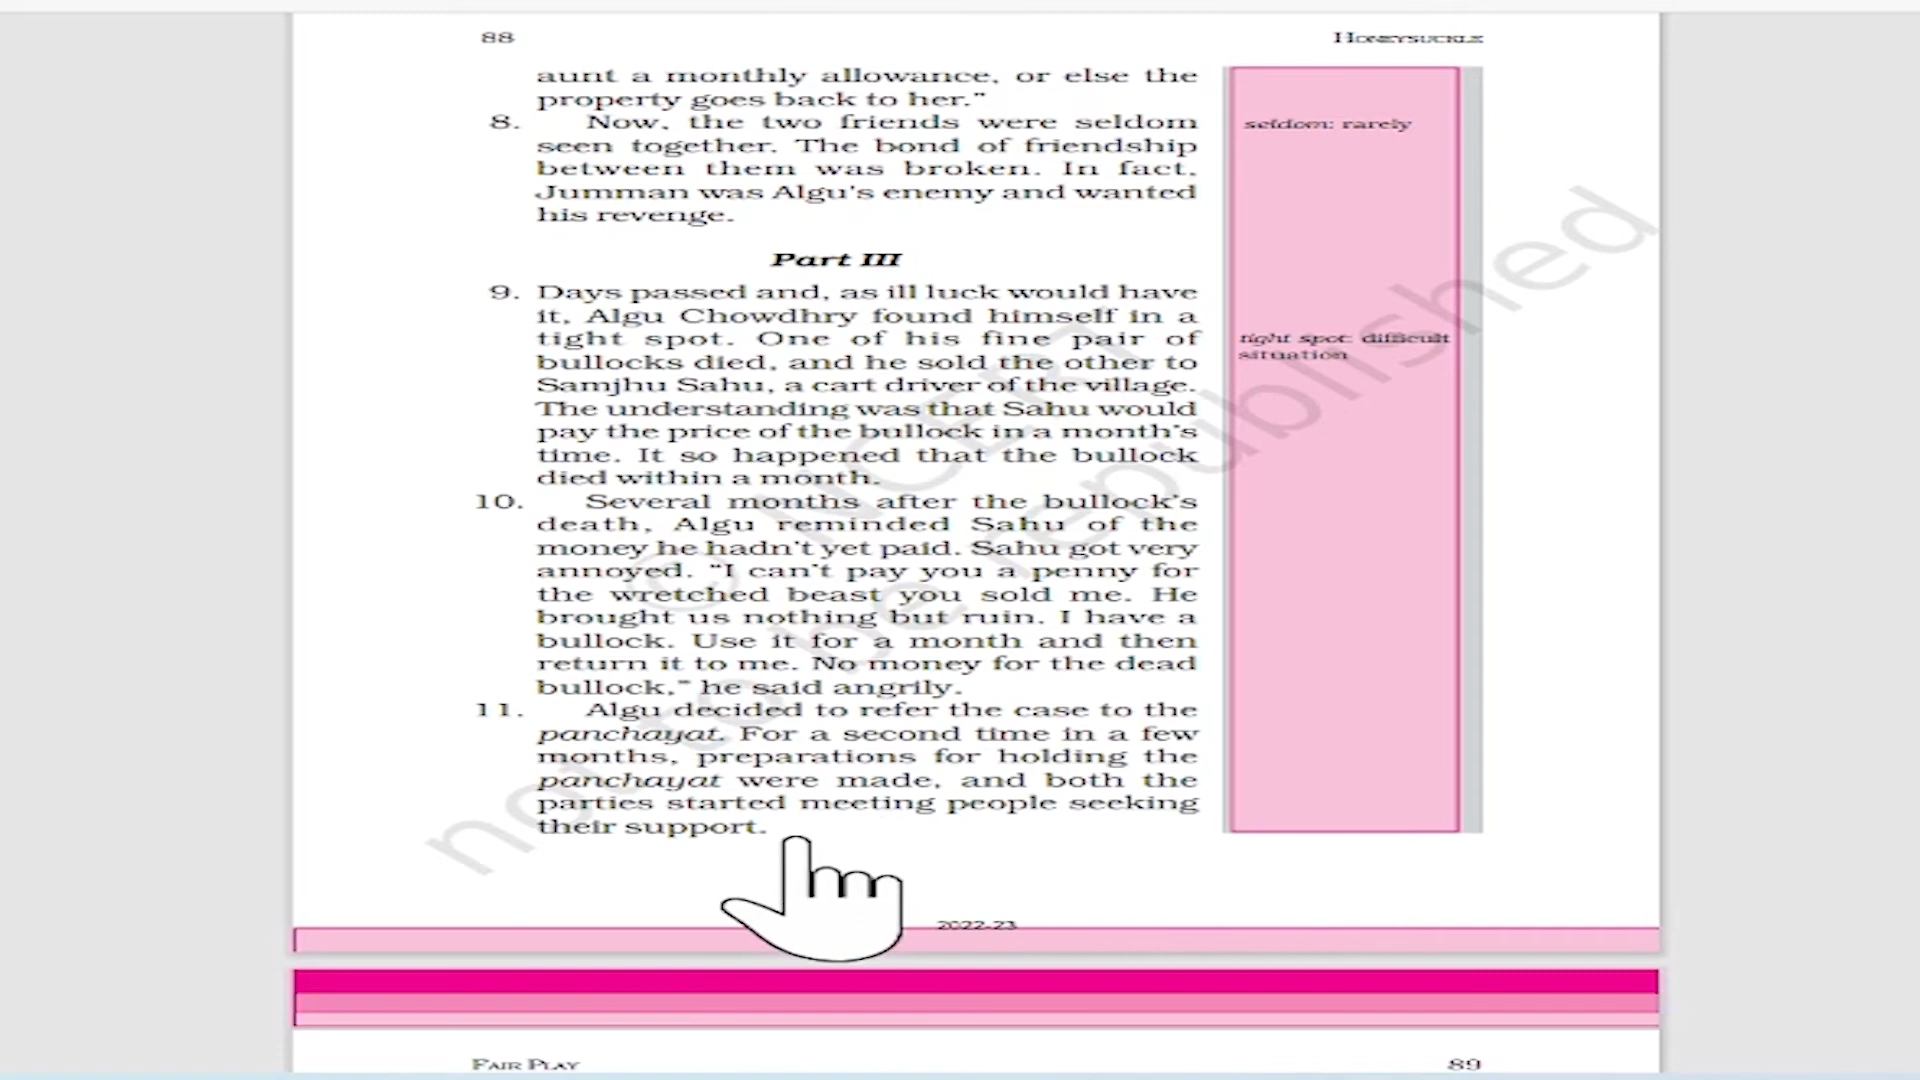 88
HONEYSUCKLE
aunt a monthly allowance, or else the
property goes back to her."
8. Now, the two friends were seldom
seen together. The bond of friendship
between them was broken. In fact,
Jumman was Algu's enemy and wanted
his revenge.
seldom: rarely
Part III
9. Days passed and, as ill luck would have
it, Algu Chowdhry found himself in a
tight spot. One of his fine pair of
bullocks died, and he sold the other to
Samjhu Sahu, a cart driver of the village.
The understanding was that Sahu would
pay the price of the bullock in a month's
time. It so happened that the bullock
died within a month.
tight spot: difficult
situation
10. Several months after the bullock's
death, Algu reminded Sahu of the
money he hadn't yet paid. Sahu got very
annoyed. "I can't pay you a penny for
the wretched beast you sold me. He
brought us nothing but ruin. I have a
bullock. Use it for a month and then
return it to me. No money for the dead
bullock," he said angrily.
11. Algu decided to refer the case to the
panchayat. For a second time in a few
months, preparations for holding the
panchayat were made, and both the
parties started meeting people seeking
their support.
© NCERT
not to be republished
2022-23
FAIR PLAY
89